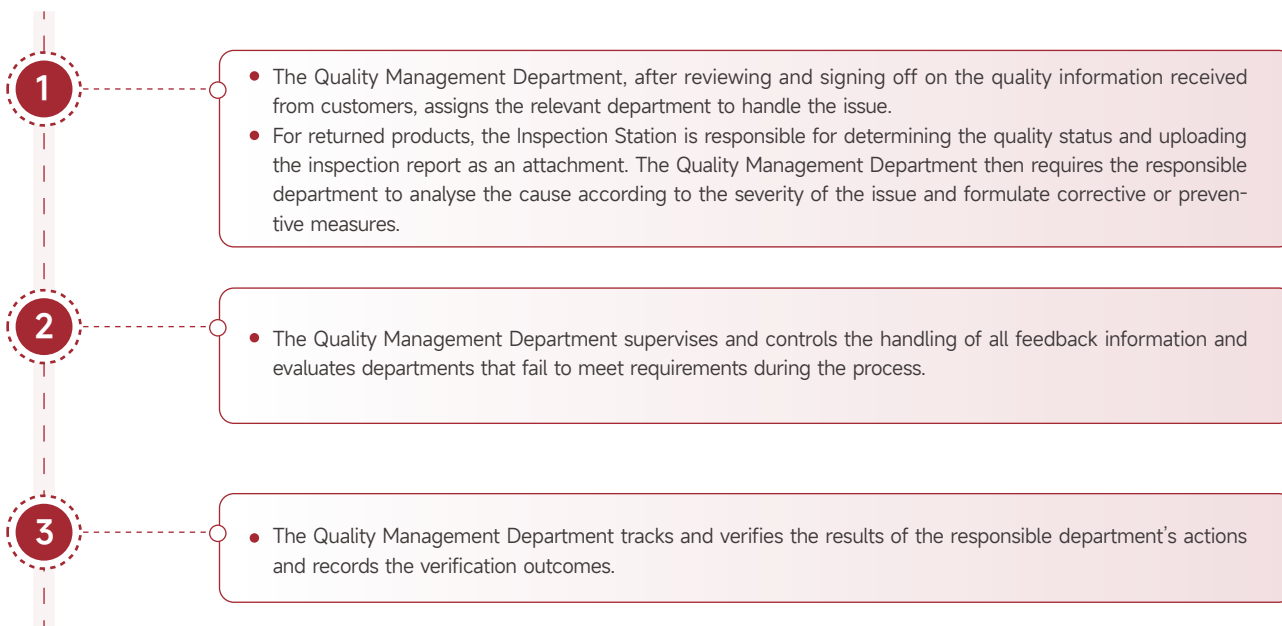 1
• The Quality Management Department, after reviewing and signing off on the quality information received
from customers, assigns the relevant department to handle the issue.
• For returned products, the Inspection Station is responsible for determining the quality status and uploading
the inspection report as an attachment. The Quality Management Department then requires the responsible
department to analyse the cause according to the severity of the issue and formulate corrective or preven-
tive measures.
2
• The Quality Management Department supervises and controls the handling of all feedback information and
evaluates departments that fail to meet requirements during the process.
3
• The Quality Management Department tracks and verifies the results of the responsible department's actions
and records the verification outcomes.